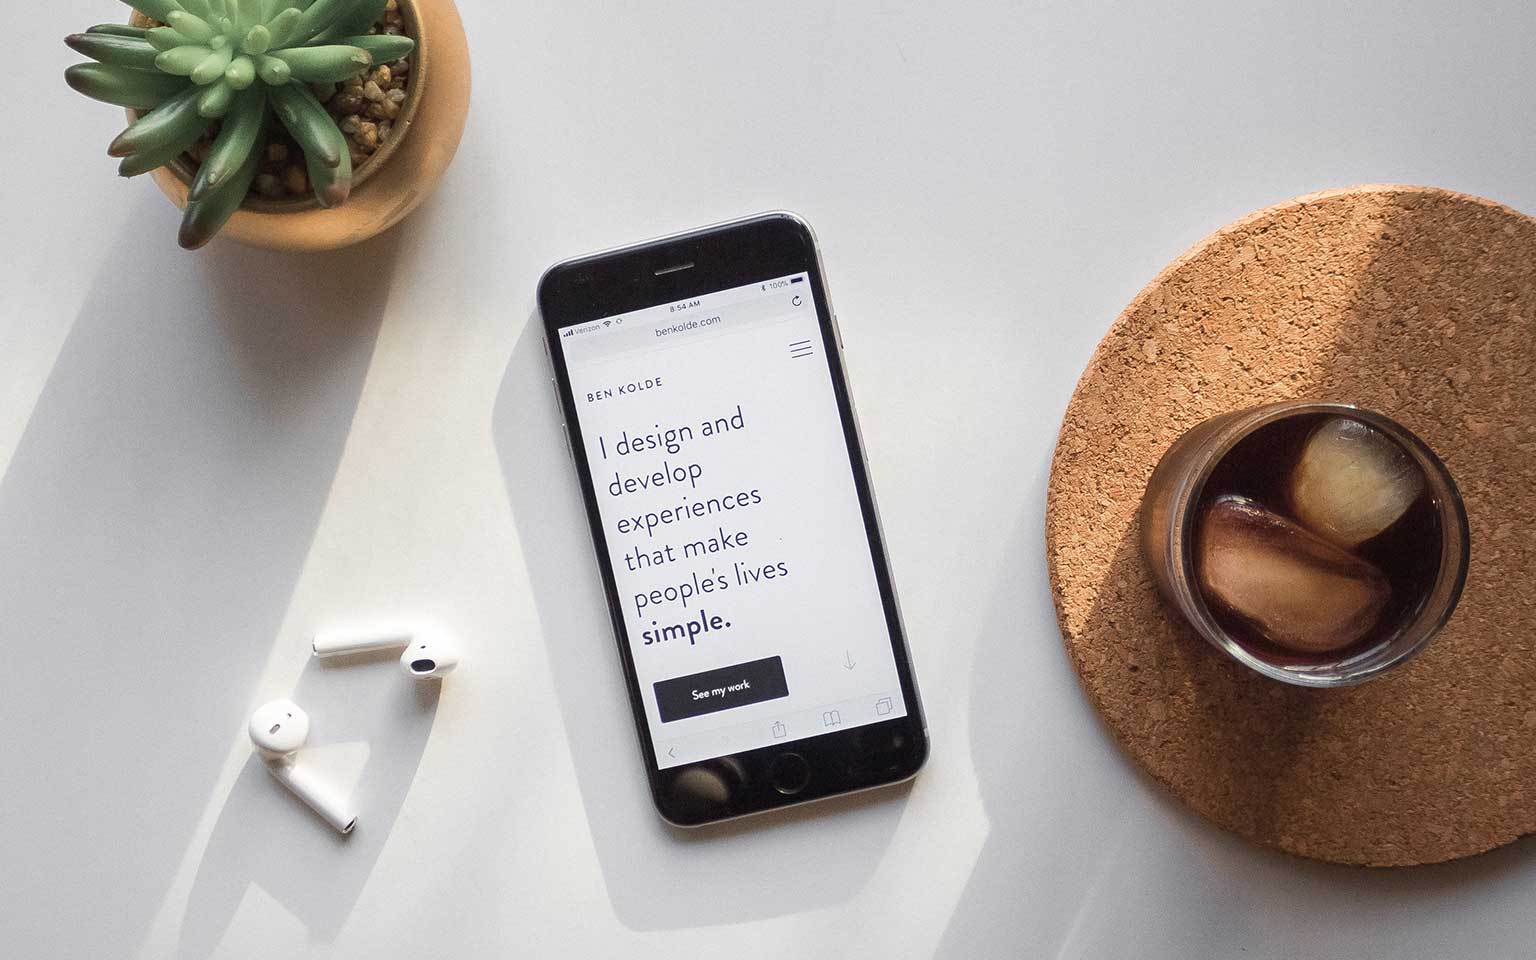 Verizon 8:54 AM 100%
benkolde.com
BEN KOLDE
I design and
develop
experiences
that make
people's lives
simple.
See my work